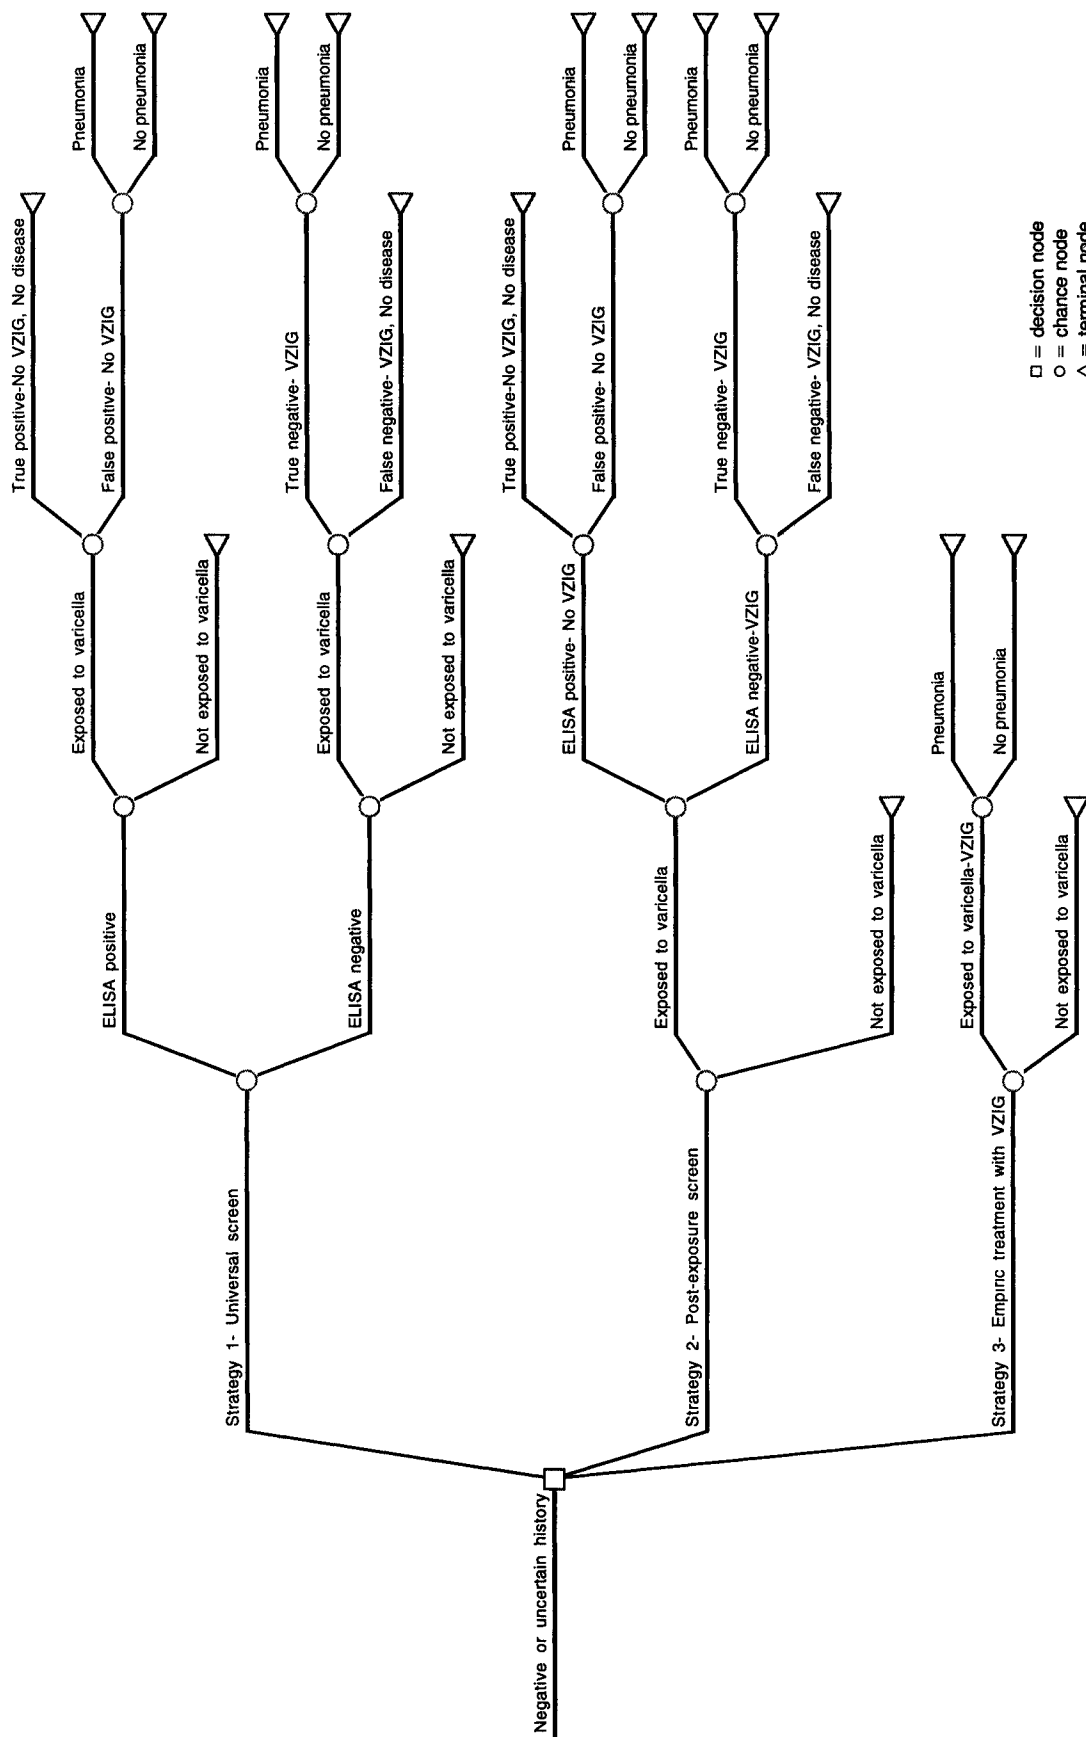 Negative or uncertain history
Strategy 1- Universal screen
ELISA positive
Exposed to varicella
True positive-No VZIG, No disease
False positive- No VZIG
Pneumonia
No pneumonia
Not exposed to varicella
ELISA negative
Exposed to varicella
True negative- VZIG
Pneumonia
No pneumonia
False negative- VZIG, No disease
Not exposed to varicella
Strategy 2- Post-exposure screen
Exposed to varicella
ELISA positive- No VZIG
True positive-No VZIG, No disease
False positive- No VZIG
Pneumonia
No pneumonia
ELISA negative-VZIG
True negative- VZIG
Pneumonia
No pneumonia
False negative- VZIG, No disease
Not exposed to varicella
Strategy 3- Empiric treatment with VZIG
Exposed to varicella-VZIG
Pneumonia
No pneumonia
Not exposed to varicella
□ = decision node
○ = chance node
△ = terminal node